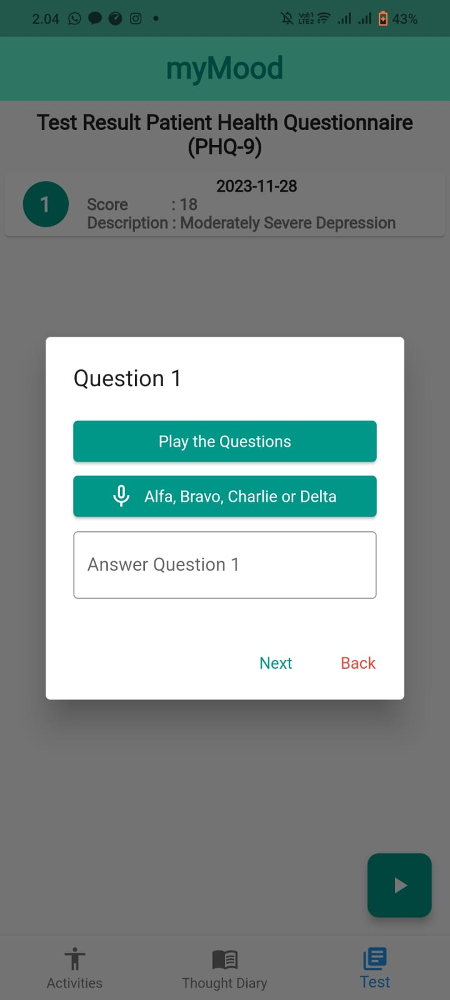 2.04 43%
Vo)) 1
LTE2
myMood
Test Result Patient Health Questionnaire
(PHQ-9)
1
2023-11-28
Score : 18
Description : Moderately Severe Depression
Question 1
Play the Questions
Alfa, Bravo, Charlie or Delta
Answer Question 1
Next Back
Activities Thought Diary Test